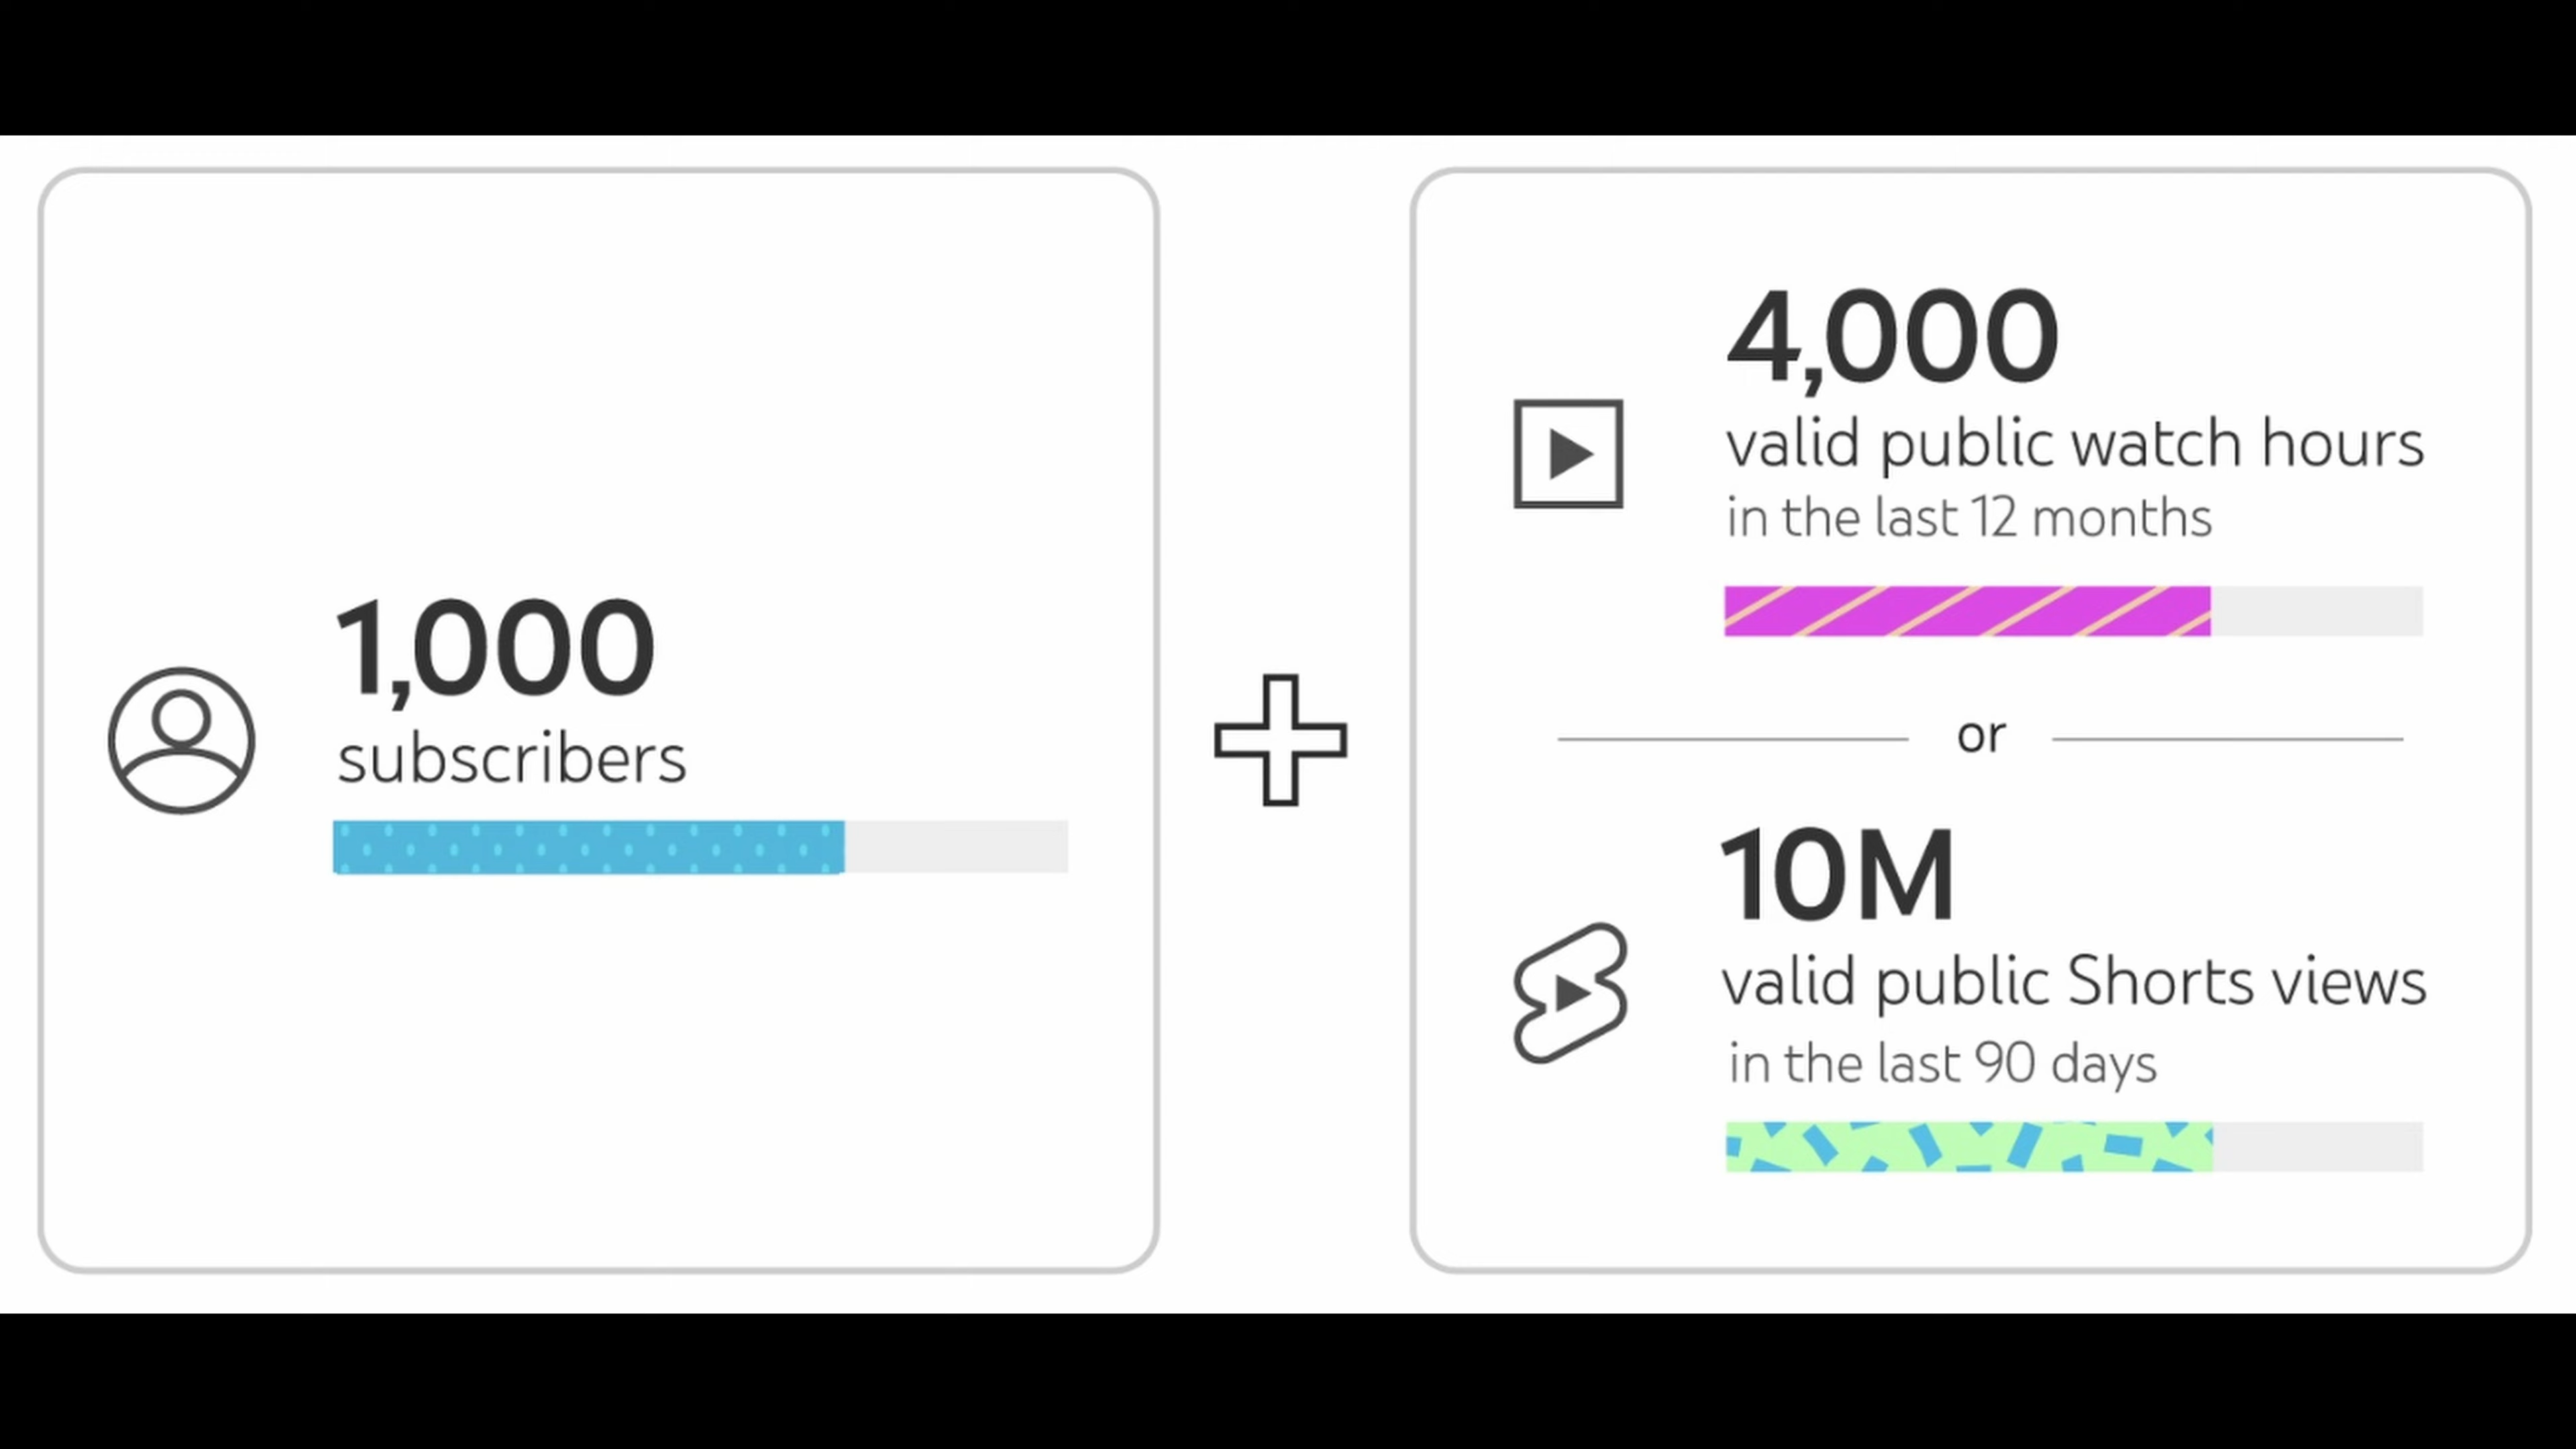 1,000
subscribers
4,000
valid public watch hours
in the last 12 months
or
10M
valid public Shorts views
in the last 90 days